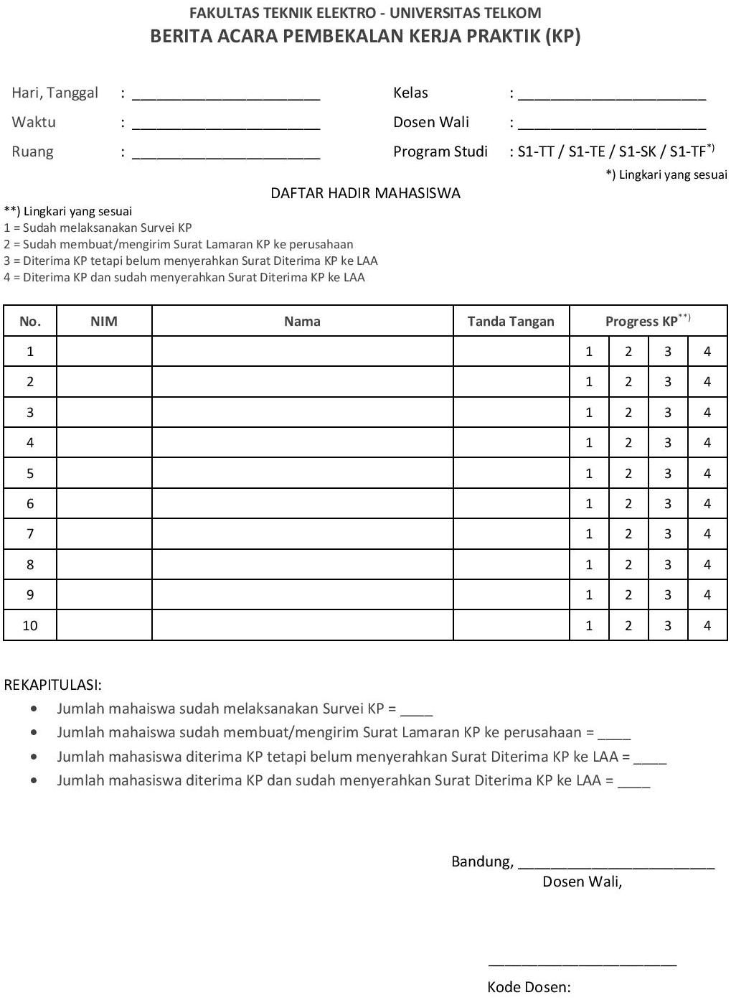 FAKULTAS TEKNIK ELEKTRO - UNIVERSITAS TELKOM
BERITA ACARA PEMBEKALAN KERJA PRAKTIK (KP)
Hari, Tanggal : ________________________ Kelas : ________________________
Waktu : ________________________ Dosen Wali : ________________________
Ruang : ________________________ Program Studi : S1-TT / S1-TE / S1-SK / S1-TF*)
*) Lingkari yang sesuai
DAFTAR HADIR MAHASISWA
**) Lingkari yang sesuai
1 = Sudah melaksanakan Survei KP
2 = Sudah membuat/mengirim Surat Lamaran KP ke perusahaan
3 = Diterima KP tetapi belum menyerahkan Surat Diterima KP ke LAA
4 = Diterima KP dan sudah menyerahkan Surat Diterima KP ke LAA
No. NIM Nama Tanda Tangan Progress KP**)
1 1 2 3 4
2 1 2 3 4
3 1 2 3 4
4 1 2 3 4
5 1 2 3 4
6 1 2 3 4
7 1 2 3 4
8 1 2 3 4
9 1 2 3 4
10 1 2 3 4
REKAPITULASI:
• Jumlah mahaiswa sudah melaksanakan Survei KP = ____
• Jumlah mahaiswa sudah membuat/mengirim Surat Lamaran KP ke perusahaan = ____
• Jumlah mahasiswa diterima KP tetapi belum menyerahkan Surat Diterima KP ke LAA = ____
• Jumlah mahasiswa diterima KP dan sudah menyerahkan Surat Diterima KP ke LAA = ____
Bandung, _________________________
Dosen Wali,
________________________
Kode Dosen: